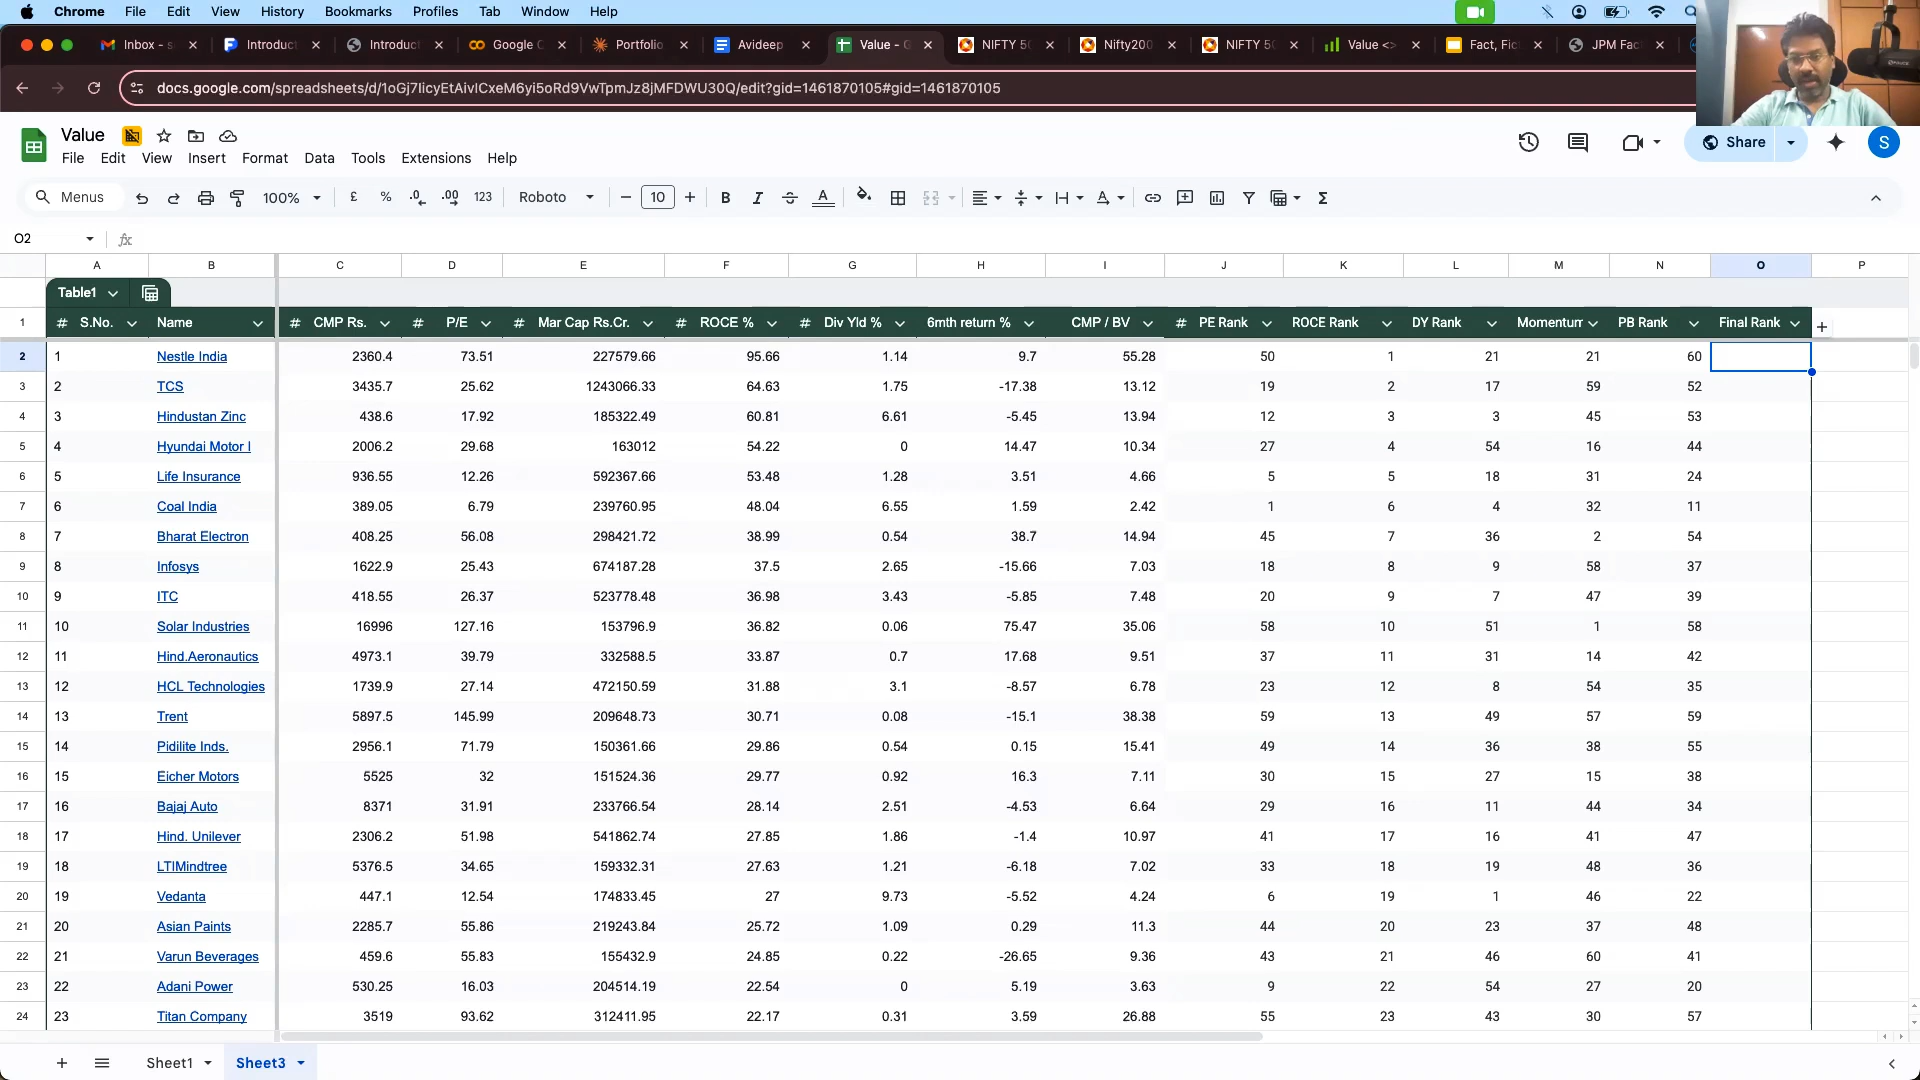 Chrome File Edit View History Bookmarks Profiles Tab Window Help
Inbox - s Introduct Introduc Google C Portfolio Avideep Value - G NIFTY 50 Nifty200 NIFTY 50 Value <> Fact, Fic JPM Fac
docs.google.com/spreadsheets/d/1oGj7IicyEtAivICxeM6yi5oRd9VwTpmJz8jMFDWU30Q/edit?gid=1461870105#gid=1461870105
Value
File Edit View Insert Format Data Tools Extensions Help
Share S
Menus 100% £ % .0 .00 123 Roboto 10 B I A Σ
O2 fx
A B C D E F G H I J K L M N O P
Table1
1 # S.No. Name # CMP Rs. # P/E # Mar Cap Rs.Cr. # ROCE % # Div Yld % 6mth return % CMP / BV # PE Rank ROCE Rank DY Rank Momentum PB Rank Final Rank +
2 1 Nestle India 2360.4 73.51 227579.66 95.66 1.14 9.7 55.28 50 1 21 21 60
3 2 TCS 3435.7 25.62 1243066.33 64.63 1.75 -17.38 13.12 19 2 17 59 52
4 3 Hindustan Zinc 438.6 17.92 185322.49 60.81 6.61 -5.45 13.94 12 3 3 45 53
5 4 Hyundai Motor I 2006.2 29.68 163012 54.22 0 14.47 10.34 27 4 54 16 44
6 5 Life Insurance 936.55 12.26 592367.66 53.48 1.28 3.51 4.66 5 5 18 31 24
7 6 Coal India 389.05 6.79 239760.95 48.04 6.55 1.59 2.42 1 6 4 32 11
8 7 Bharat Electron 408.25 56.08 298421.72 38.99 0.54 38.7 14.94 45 7 36 2 54
9 8 Infosys 1622.9 25.43 674187.28 37.5 2.65 -15.66 7.03 18 8 9 58 37
10 9 ITC 418.55 26.37 523778.48 36.98 3.43 -5.85 7.48 20 9 7 47 39
11 10 Solar Industries 16996 127.16 153796.9 36.82 0.06 75.47 35.06 58 10 51 1 58
12 11 Hind.Aeronautics 4973.1 39.79 332588.5 33.87 0.7 17.68 9.51 37 11 31 14 42
13 12 HCL Technologies 1739.9 27.14 472150.59 31.88 3.1 -8.57 6.78 23 12 8 54 35
14 13 Trent 5897.5 145.99 209648.73 30.71 0.08 -15.1 38.38 59 13 49 57 59
15 14 Pidilite Inds. 2956.1 71.79 150361.66 29.86 0.54 0.15 15.41 49 14 36 38 55
16 15 Eicher Motors 5525 32 151524.36 29.77 0.92 16.3 7.11 30 15 27 15 38
17 16 Bajaj Auto 8371 31.91 233766.54 28.14 2.51 -4.53 6.64 29 16 11 44 34
18 17 Hind. Unilever 2306.2 51.98 541862.74 27.85 1.86 -1.4 10.97 41 17 16 41 47
19 18 LTIMindtree 5376.5 34.65 159332.31 27.63 1.21 -6.18 7.02 33 18 19 48 36
20 19 Vedanta 447.1 12.54 174833.45 27 9.73 -5.52 4.24 6 19 1 46 22
21 20 Asian Paints 2285.7 55.86 219243.84 25.72 1.09 0.29 11.3 44 20 23 37 48
22 21 Varun Beverages 459.6 55.83 155432.9 24.85 0.22 -26.65 9.36 43 21 46 60 41
23 22 Adani Power 530.25 16.03 204514.19 22.54 0 5.19 3.63 9 22 54 27 20
24 23 Titan Company 3519 93.62 312411.95 22.17 0.31 3.59 26.88 55 23 43 30 57
Sheet1 Sheet3